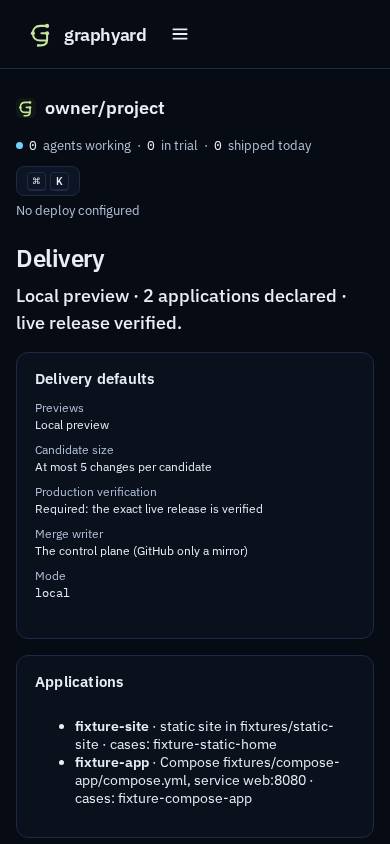 graphyard
owner/project
0 agents working · 0 in trial · 0 shipped today
⌘ K
No deploy configured
Delivery
Local preview · 2 applications declared ·
live release verified.
Delivery defaults
Previews
Local preview
Candidate size
At most 5 changes per candidate
Production verification
Required: the exact live release is verified
Merge writer
The control plane (GitHub only a mirror)
Mode
local
Applications
• fixture-site · static site in fixtures/static-
site · cases: fixture-static-home
• fixture-app · Compose fixtures/compose-
app/compose.yml, service web:8080 ·
cases: fixture-compose-app